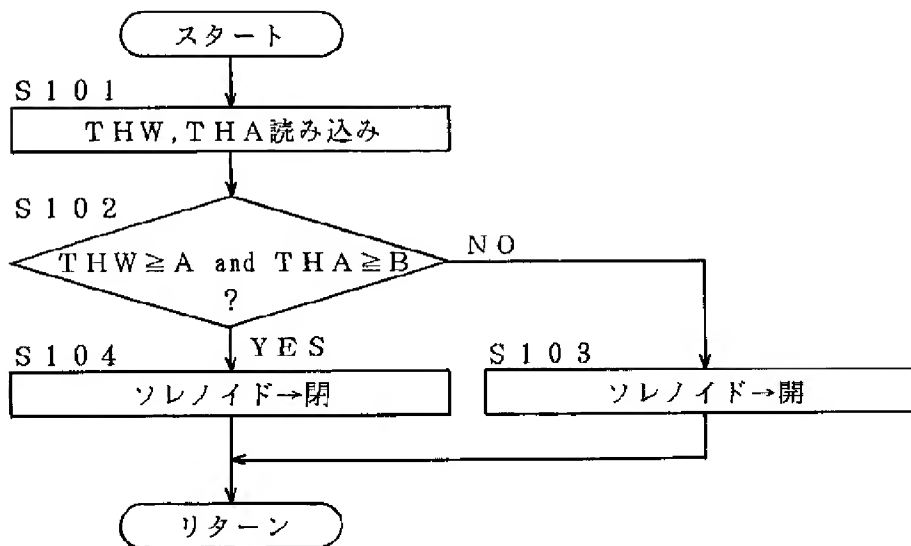 スタート
S101
THW,THA読み込み
S102
THW≧A and THA≧B
?
NO
YES
S104
S103
ソレノイド→閉
ソレノイド→開
リターン